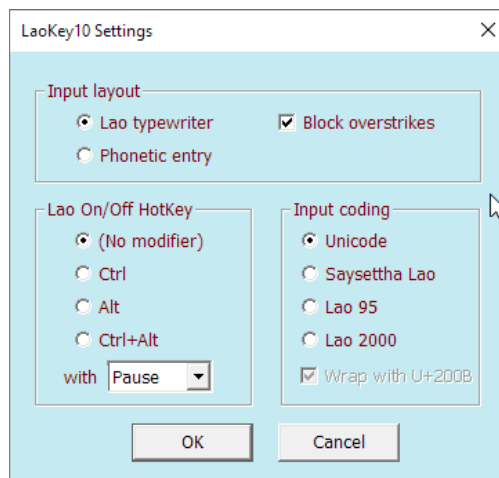 LaoKey10 Settings
Input layout
Lao typewriter
Block overstrikes
Phonetic entry
Lao On/Off HotKey
(No modifier)
Ctrl
Alt
Ctrl+Alt
with Pause
Input coding
Unicode
Saysettha Lao
Lao 95
Lao 2000
Wrap with U+200B
OK
Cancel